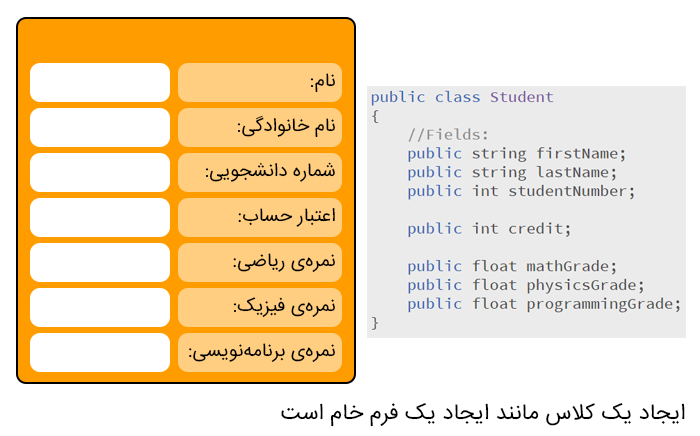 نام:
نام خانوادگی:
شماره دانشجویی:
اعتبار حساب:
نمره‌ی ریاضی:
نمره‌ی فیزیک:
نمره‌ی برنامه‌نویسی:
public class Student
{
//Fields:
public string firstName;
public string lastName;
public int studentNumber;
public int credit;
public float mathGrade;
public float physicsGrade;
public float programmingGrade;
}
ایجاد یک کلاس مانند ایجاد یک فرم خام است